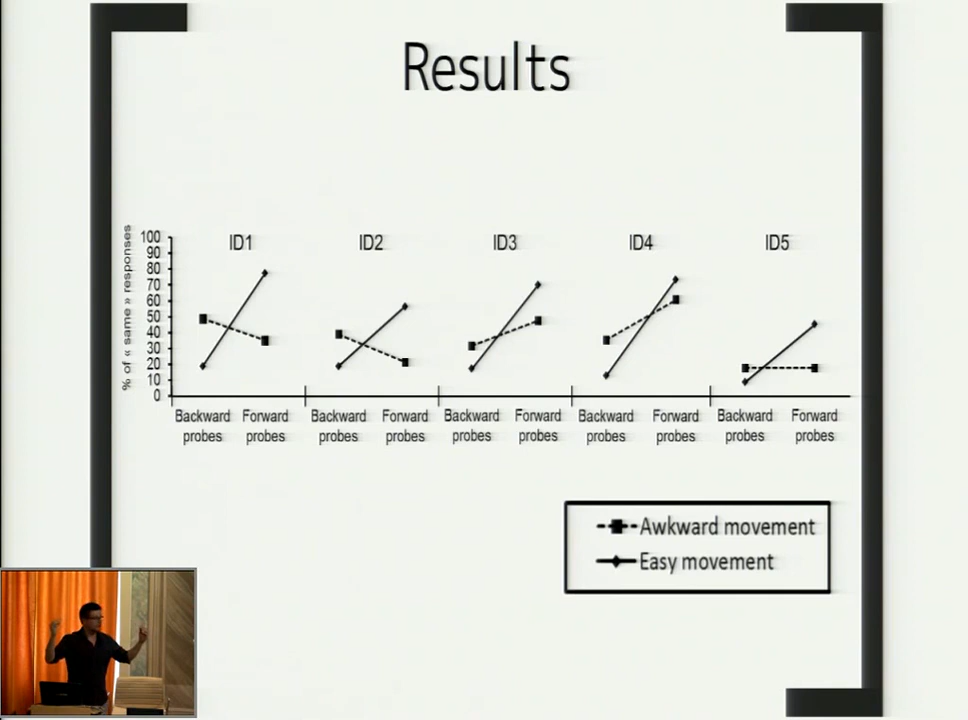 Results
% of « same » responses
100
90
80
70
60
50
40
30
20
10
0
ID1 ID2 ID3 ID4 ID5
Backward probes Forward probes Backward probes Forward probes Backward probes Forward probes Backward probes Forward probes Backward probes Forward probes
Awkward movement
Easy movement